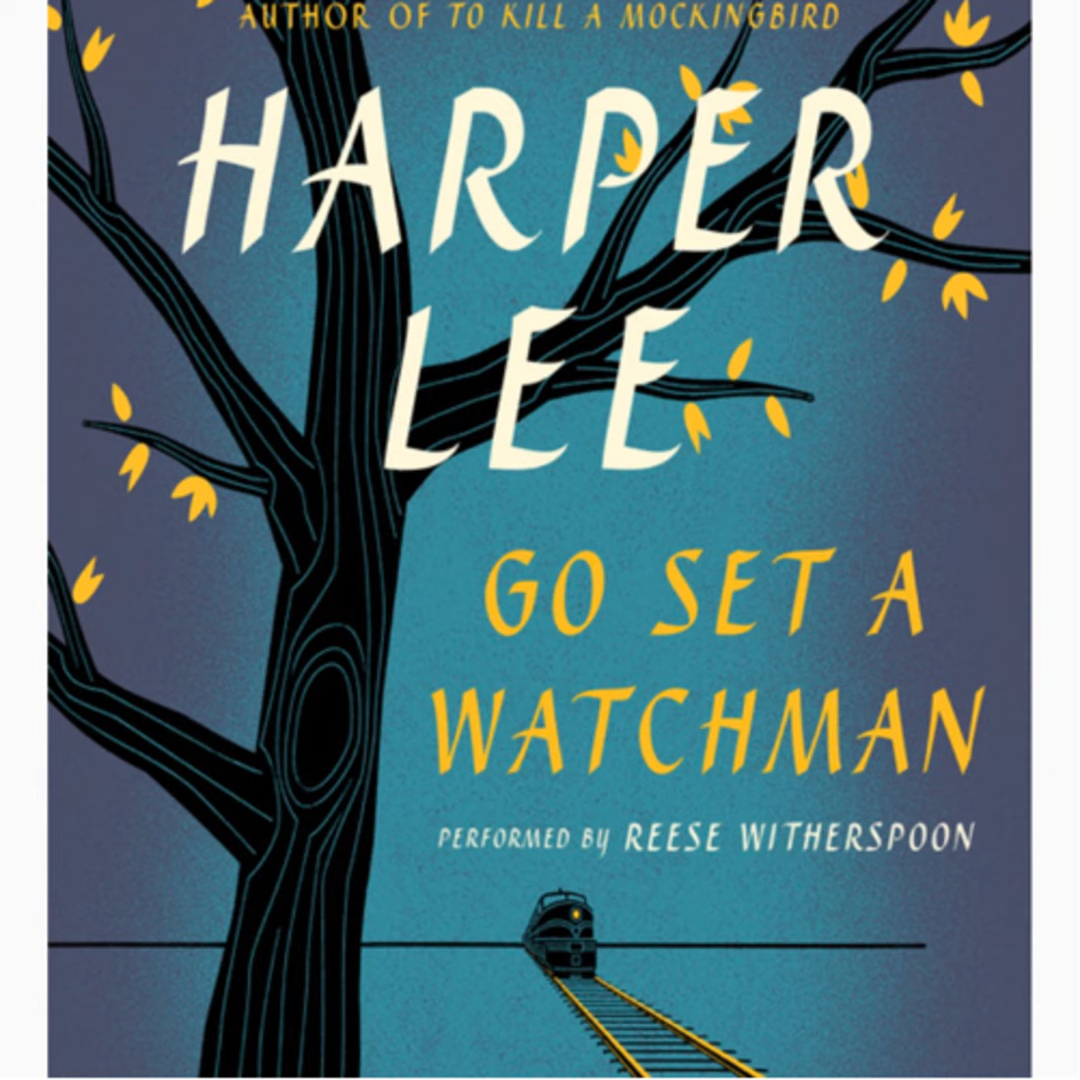 AUTHOR OF TO KILL A MOCKINGBIRD
HARPER
LEE
GO SET A
WATCHMAN
PERFORMED BY REESE WITHERSPOON